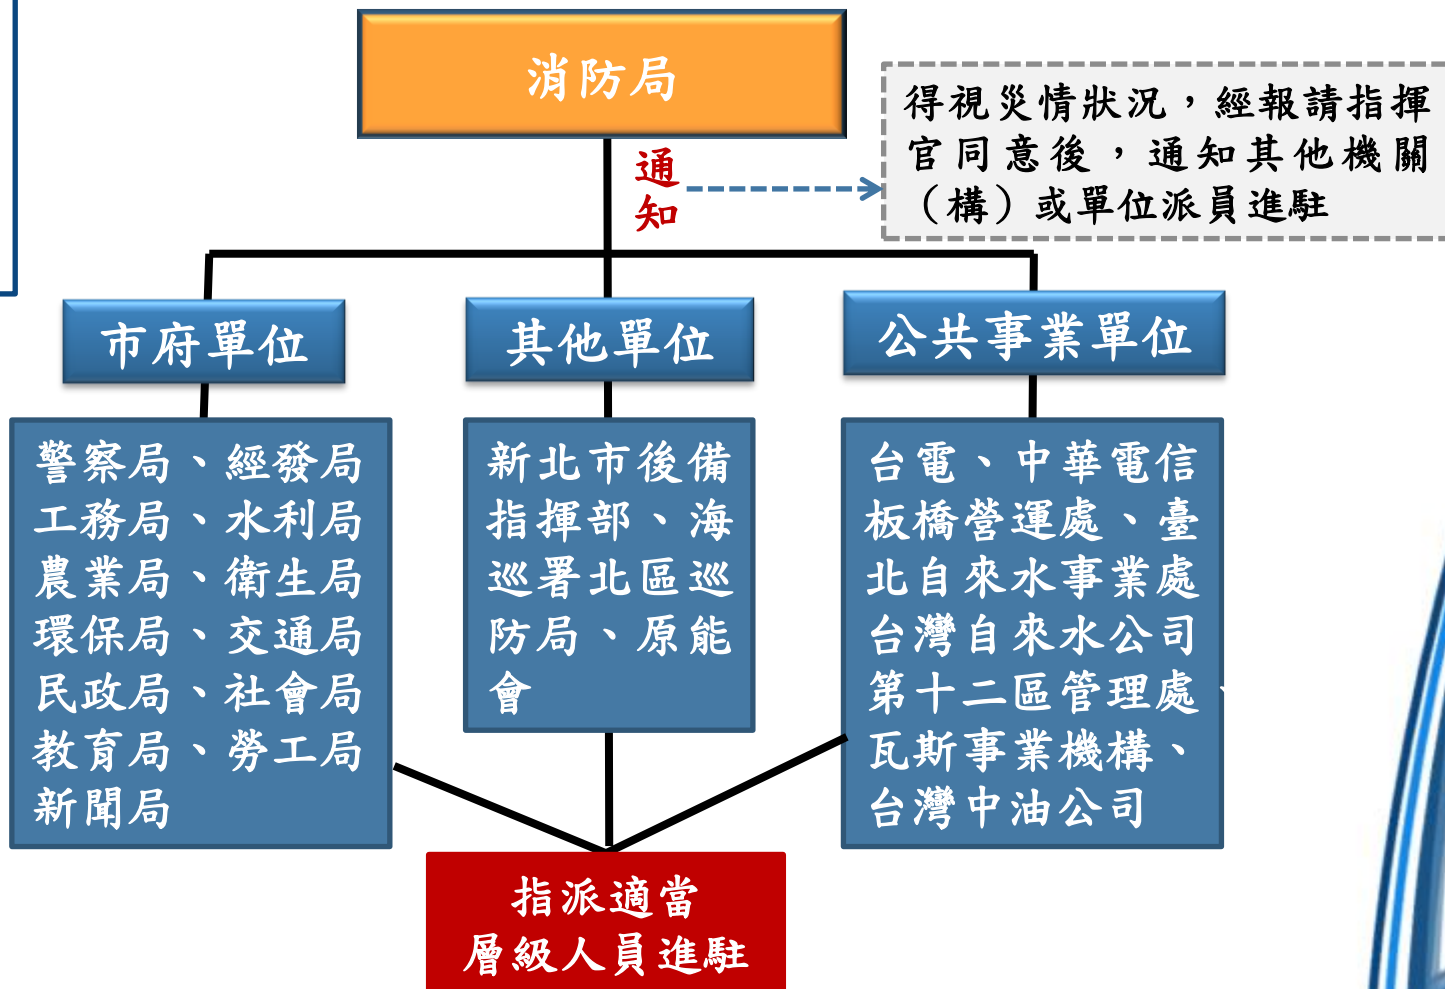 消防局
通
知
得視災情狀況，經報請指揮
官同意後，通知其他機關
（構）或單位派員進駐
市府單位
其他單位
公共事業單位
警察局、經發局
工務局、水利局
農業局、衛生局
環保局、交通局
民政局、社會局
教育局、勞工局
新聞局
新北市後備
指揮部、海
巡署北區巡
防局、原能
會
台電、中華電信
板橋營運處、臺
北自來水事業處
台灣自來水公司
第十二區管理處、
瓦斯事業機構、
台灣中油公司
指派適當
層級人員進駐